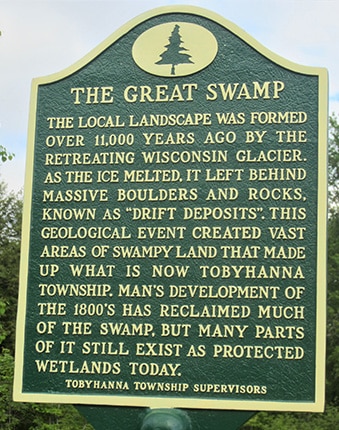 THE GREAT SWAMP
THE LOCAL LANDSCAPE WAS FORMED
OVER 11,000 YEARS AGO BY THE
RETREATING WISCONSIN GLACIER.
AS THE ICE MELTED, IT LEFT BEHIND
MASSIVE BOULDERS AND ROCKS,
KNOWN AS “DRIFT DEPOSITS”. THIS
GEOLOGICAL EVENT CREATED VAST
AREAS OF SWAMPY LAND THAT MADE
UP WHAT IS NOW TOBYHANNA
TOWNSHIP. MAN'S DEVELOPMENT OF
THE 1800'S HAS RECLAIMED MUCH
OF THE SWAMP, BUT MANY PARTS
OF IT STILL EXIST AS PROTECTED
WETLANDS TODAY.
TOBYHANNA TOWNSHIP SUPERVISORS